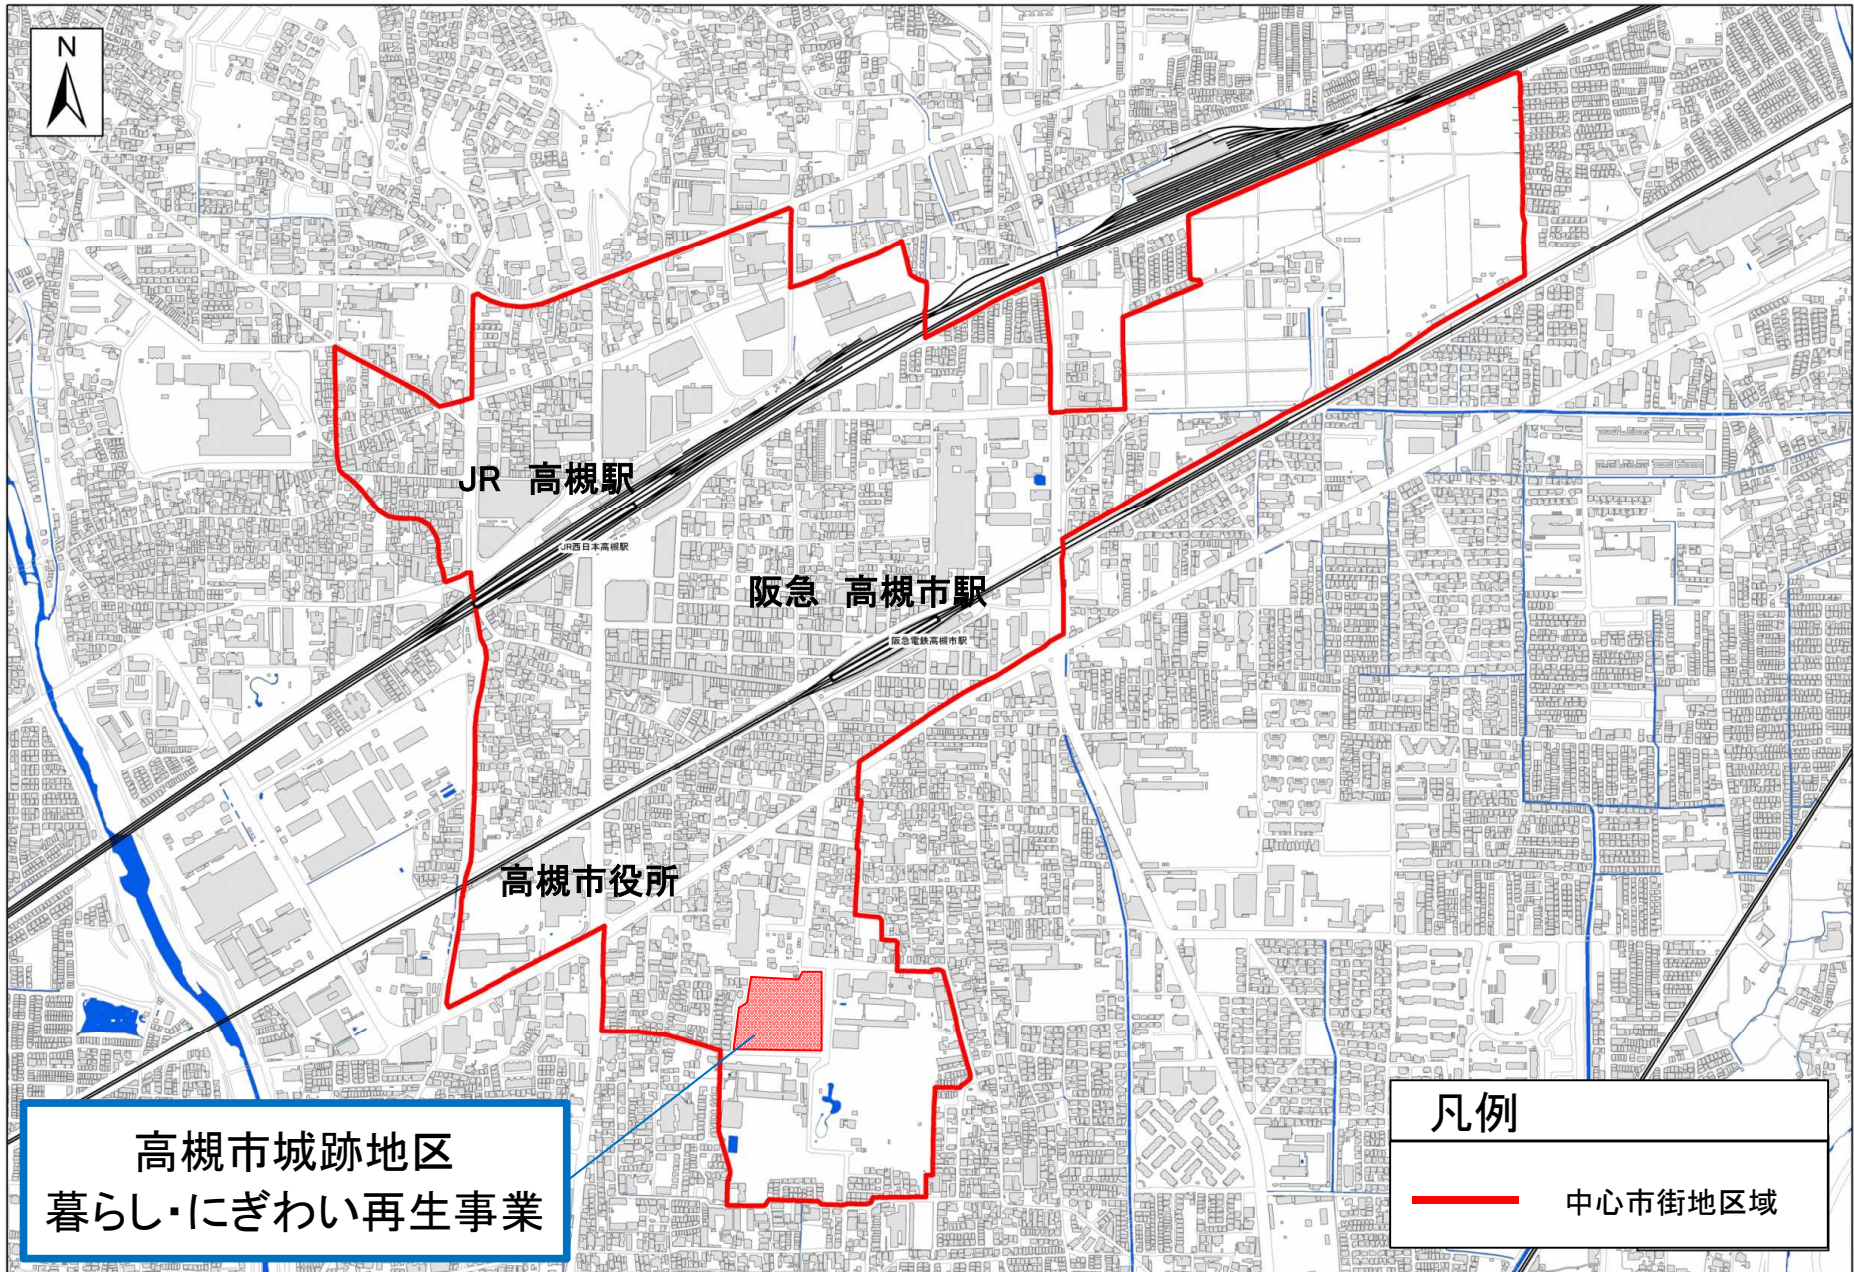 N
JR 高槻駅
JR西日本高槻駅
阪急 高槻市駅
阪急電鉄高槻市駅
高槻市役所
高槻市城跡地区
暮らし・にぎわい再生事業
凡例
中心市街地区域